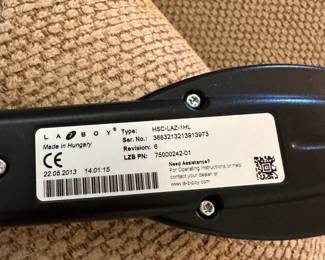 LA Z BOY®
Made in Hungary
CE
22.05.2013 14:01:15
Type: HSC-LAZ-1HL
Ser. No.: 3683213213913973
Revision: 6
LZB PN: 75000242-01
Need Assistance?
For Operating Instructions or help
contact your dealer or
www.la-z-boy.com